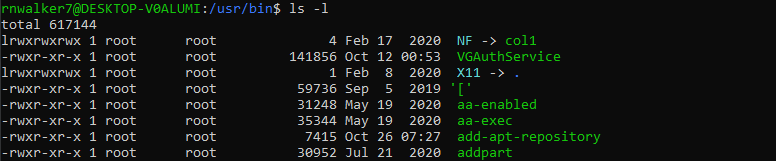 rnwalker7@DESKTOP-V0ALUMI:/usr/bin$ ls -l
total 617144
lrwxrwxrwx 1 root      root             4 Feb 17  2020  NF -> col1
-rwxr-xr-x 1 root      root        141856 Oct 12 00:53  VGAuthService
lrwxrwxrwx 1 root      root             1 Feb  8  2020  X11 -> .
-rwxr-xr-x 1 root      root         59736 Sep  5  2019 '['
-rwxr-xr-x 1 root      root         31248 May 19  2020  aa-enabled
-rwxr-xr-x 1 root      root         35344 May 19  2020  aa-exec
-rwxr-xr-x 1 root      root          7415 Oct 26 07:27  add-apt-repository
-rwxr-xr-x 1 root      root         30952 Jul 21  2020  addpart